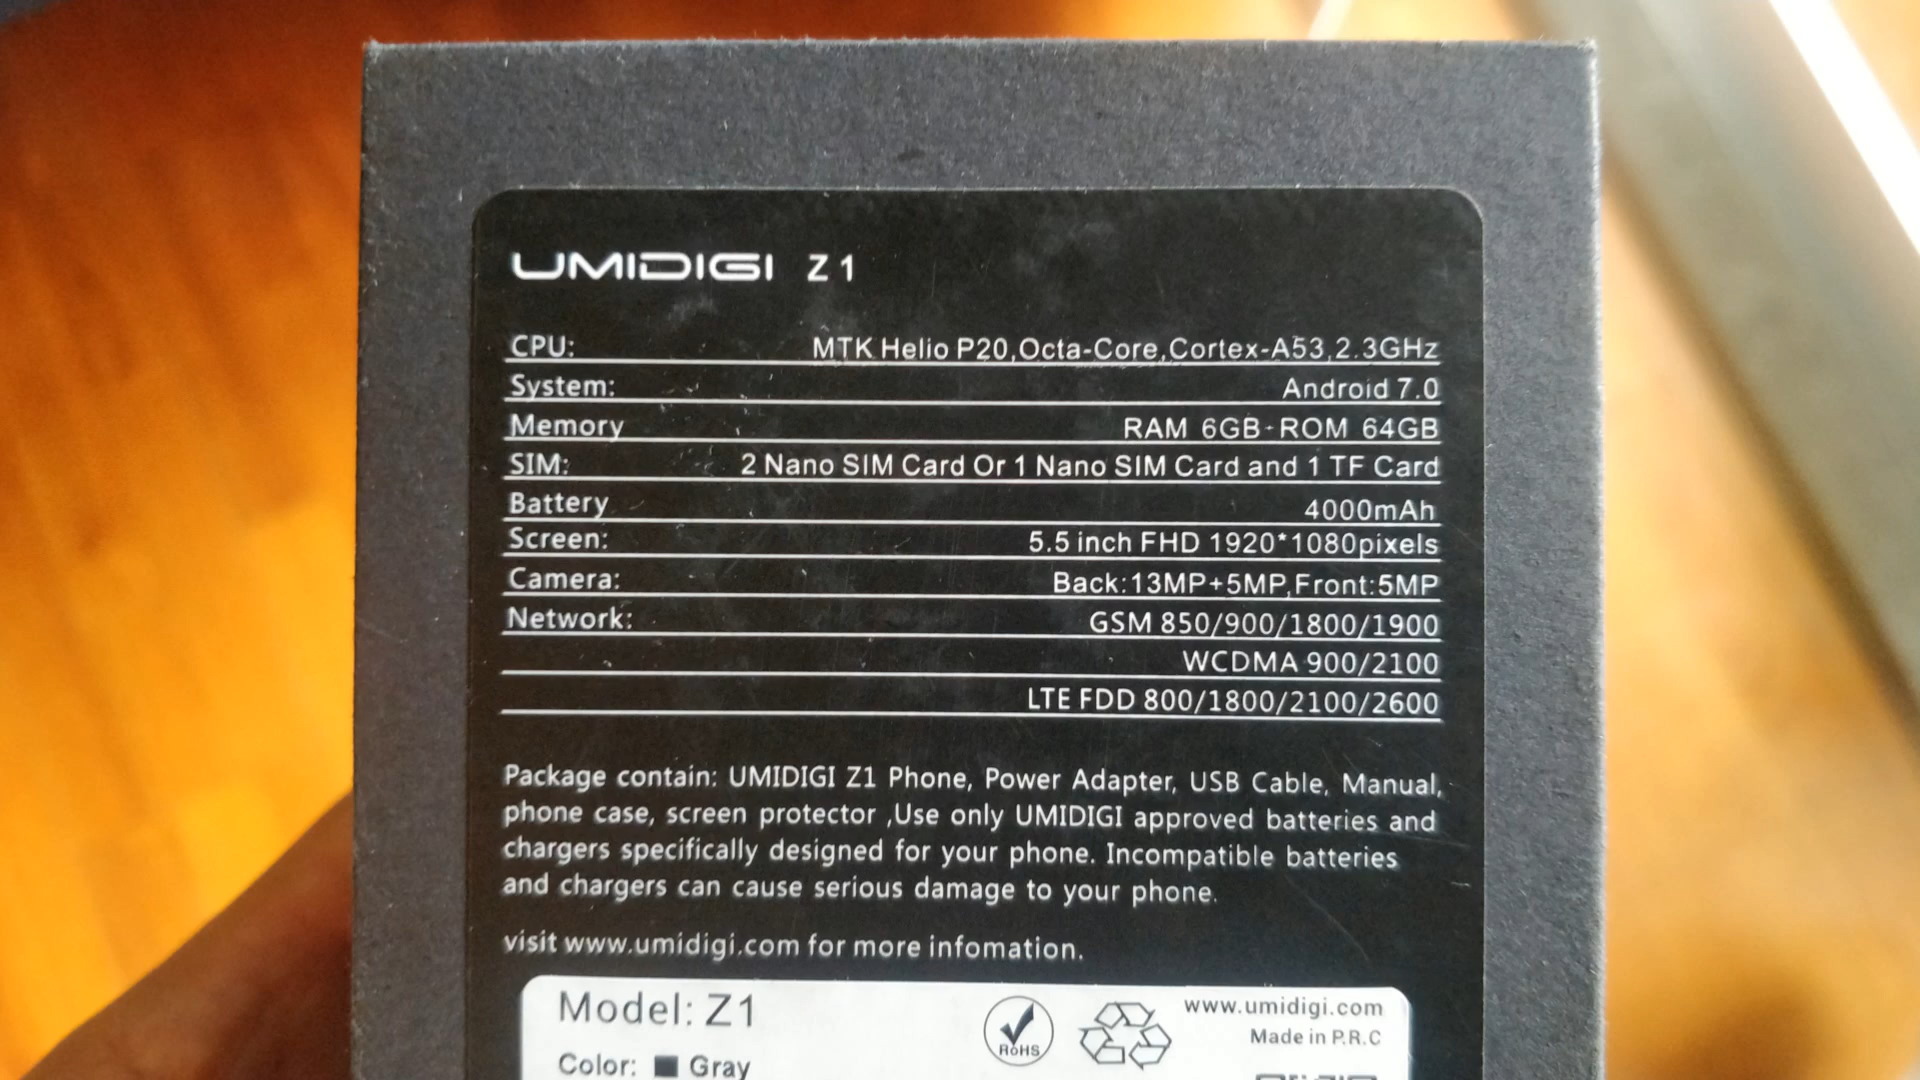 UMIDIGI Z1
CPU: MTK Helio P20,Octa-Core,Cortex-A53,2.3GHz
System: Android 7.0
Memory RAM 6GB-ROM 64GB
SIM: 2 Nano SIM Card Or 1 Nano SIM Card and 1 TF Card
Battery 4000mAh
Screen: 5.5 inch FHD 1920*1080pixels
Camera: Back:13MP+5MP,Front:5MP
Network: GSM 850/900/1800/1900
WCDMA 900/2100
LTE FDD 800/1800/2100/2600
Package contain: UMIDIGI Z1 Phone, Power Adapter, USB Cable, Manual,
phone case, screen protector ,Use only UMIDIGI approved batteries and
chargers specifically designed for your phone. Incompatible batteries
and chargers can cause serious damage to your phone.
visit www.umidigi.com for more infomation.
Model: Z1
Color: Gray
RoHS
www.umidigi.com
Made in P.R.C